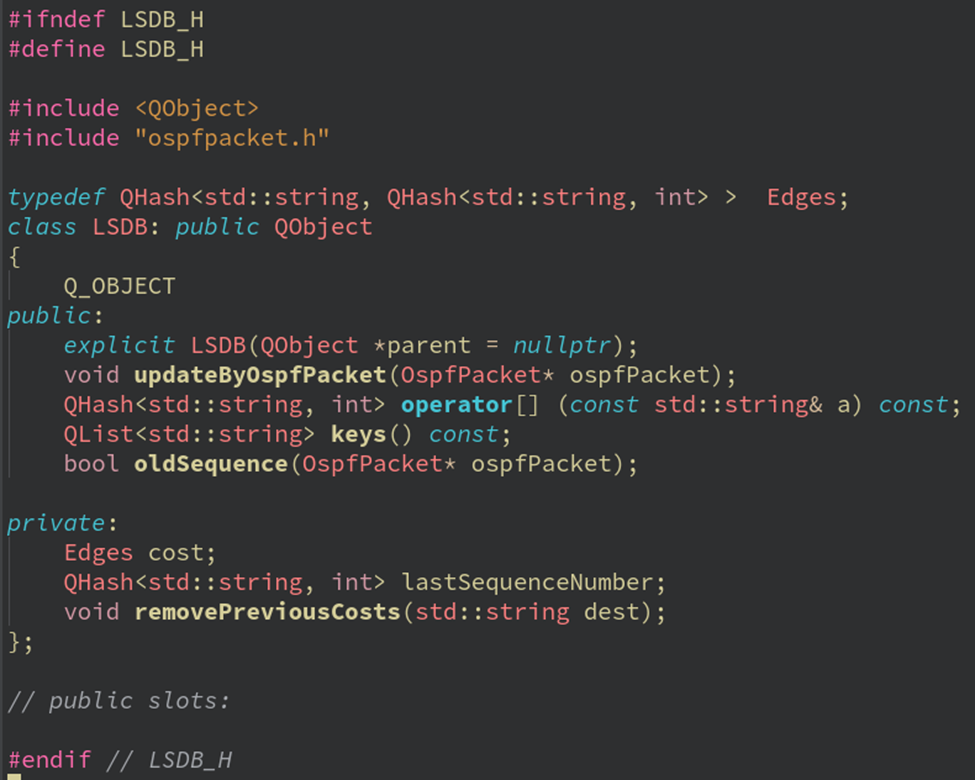 #ifndef LSDB_H
#define LSDB_H
#include <QObject>
#include "ospfpacket.h"
typedef QHash<std::string, QHash<std::string, int> >  Edges;
class LSDB: public QObject
{
Q_OBJECT
public:
explicit LSDB(QObject *parent = nullptr);
void updateByOspfPacket(OspfPacket* ospfPacket);
QHash<std::string, int> operator[] (const std::string& a) const;
QList<std::string> keys() const;
bool oldSequence(OspfPacket* ospfPacket);
private:
Edges cost;
QHash<std::string, int> lastSequenceNumber;
void removePreviousCosts(std::string dest);
};
// public slots:
#endif // LSDB_H